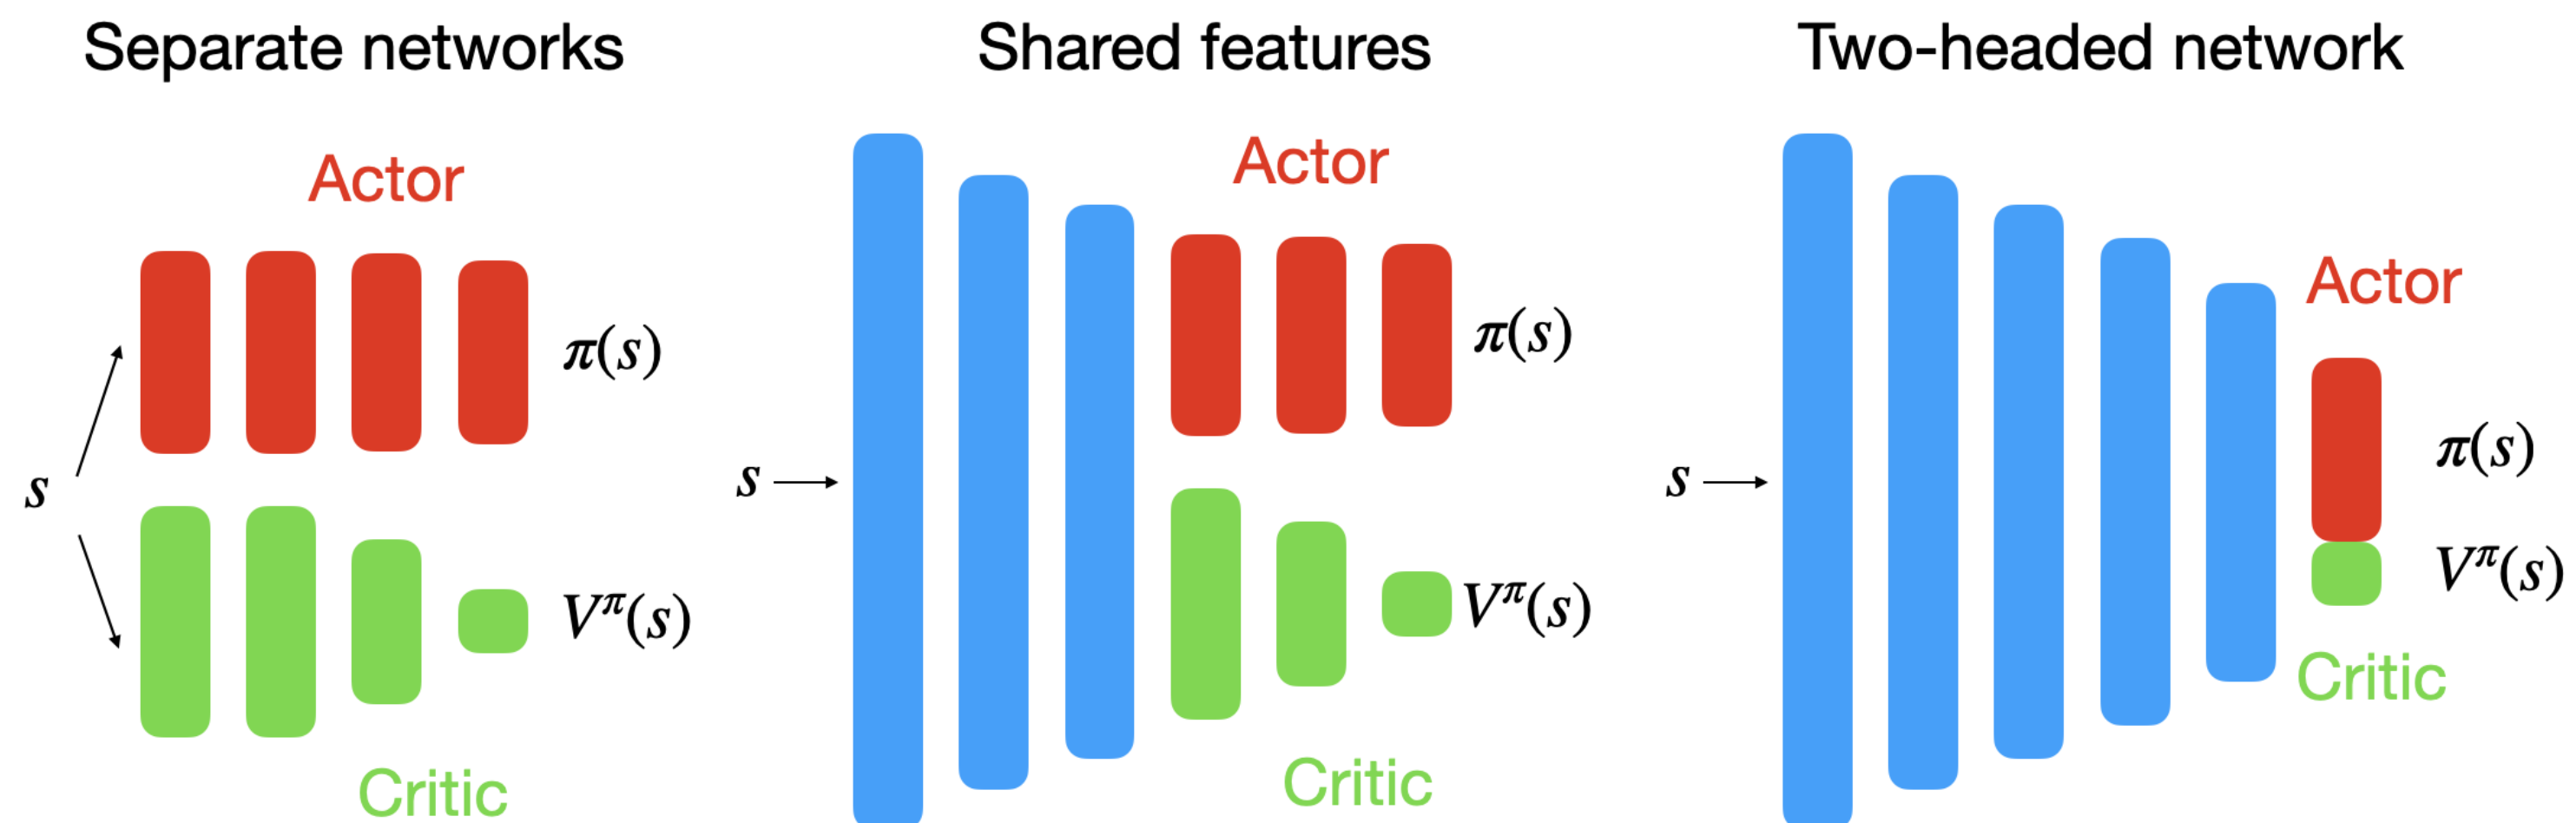 Separate networks
Actor
s
π(s)
V^π(s)
Critic
Shared features
Actor
s
π(s)
V^π(s)
Critic
Two-headed network
Actor
s
π(s)
V^π(s)
Critic